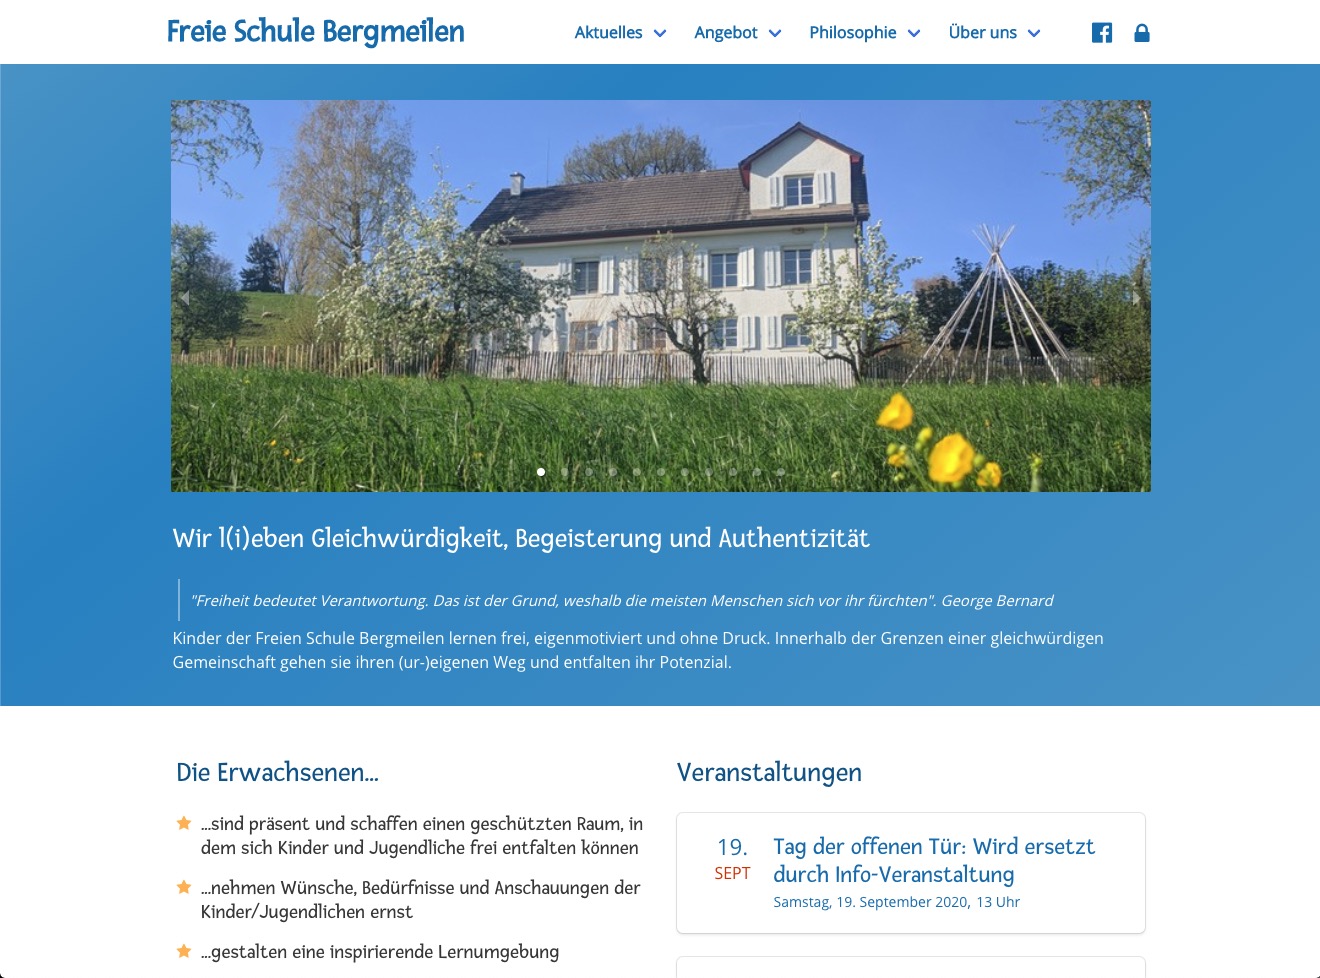 Freie Schule Bergmeilen
Aktuelles
Angebot
Philosophie
Über uns
Wir l(i)eben Gleichwürdigkeit, Begeisterung und Authentizität
"Freiheit bedeutet Verantwortung. Das ist der Grund, weshalb die meisten Menschen sich vor ihr fürchten". George Bernard
Kinder der Freien Schule Bergmeilen lernen frei, eigenmotiviert und ohne Druck. Innerhalb der Grenzen einer gleichwürdigen
Gemeinschaft gehen sie ihren (ur-)eigenen Weg und entfalten ihr Potenzial.
Die Erwachsenen...
...sind präsent und schaffen einen geschützten Raum, in
dem sich Kinder und Jugendliche frei entfalten können
...nehmen Wünsche, Bedürfnisse und Anschauungen der
Kinder/Jugendlichen ernst
...gestalten eine inspirierende Lernumgebung
Veranstaltungen
19.
SEPT
Tag der offenen Tür: Wird ersetzt
durch Info-Veranstaltung
Samstag, 19. September 2020, 13 Uhr